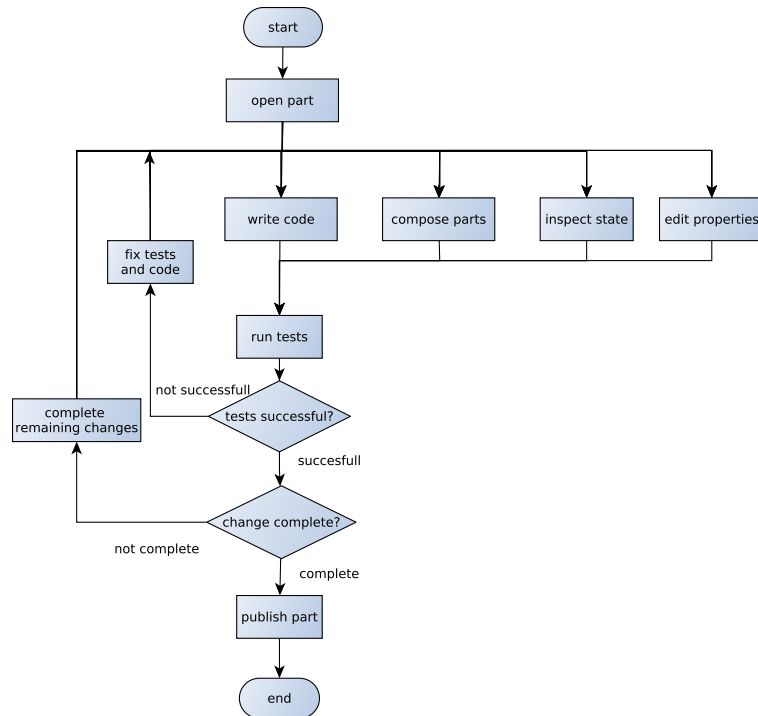 start
open part
write code
compose parts
inspect state
edit properties
fix tests
and code
run tests
not successfull
complete
remaining changes
tests successful?
succesfull
change complete?
not complete
complete
publish part
end